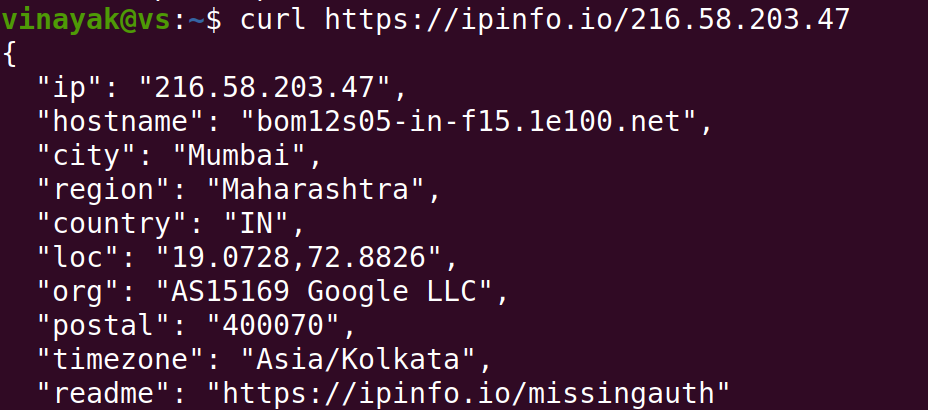 vinayak@vs:~$ curl https://ipinfo.io/216.58.203.47
{
  "ip": "216.58.203.47",
  "hostname": "bom12s05-in-f15.1e100.net",
  "city": "Mumbai",
  "region": "Maharashtra",
  "country": "IN",
  "loc": "19.0728,72.8826",
  "org": "AS15169 Google LLC",
  "postal": "400070",
  "timezone": "Asia/Kolkata",
  "readme": "https://ipinfo.io/missingauth"